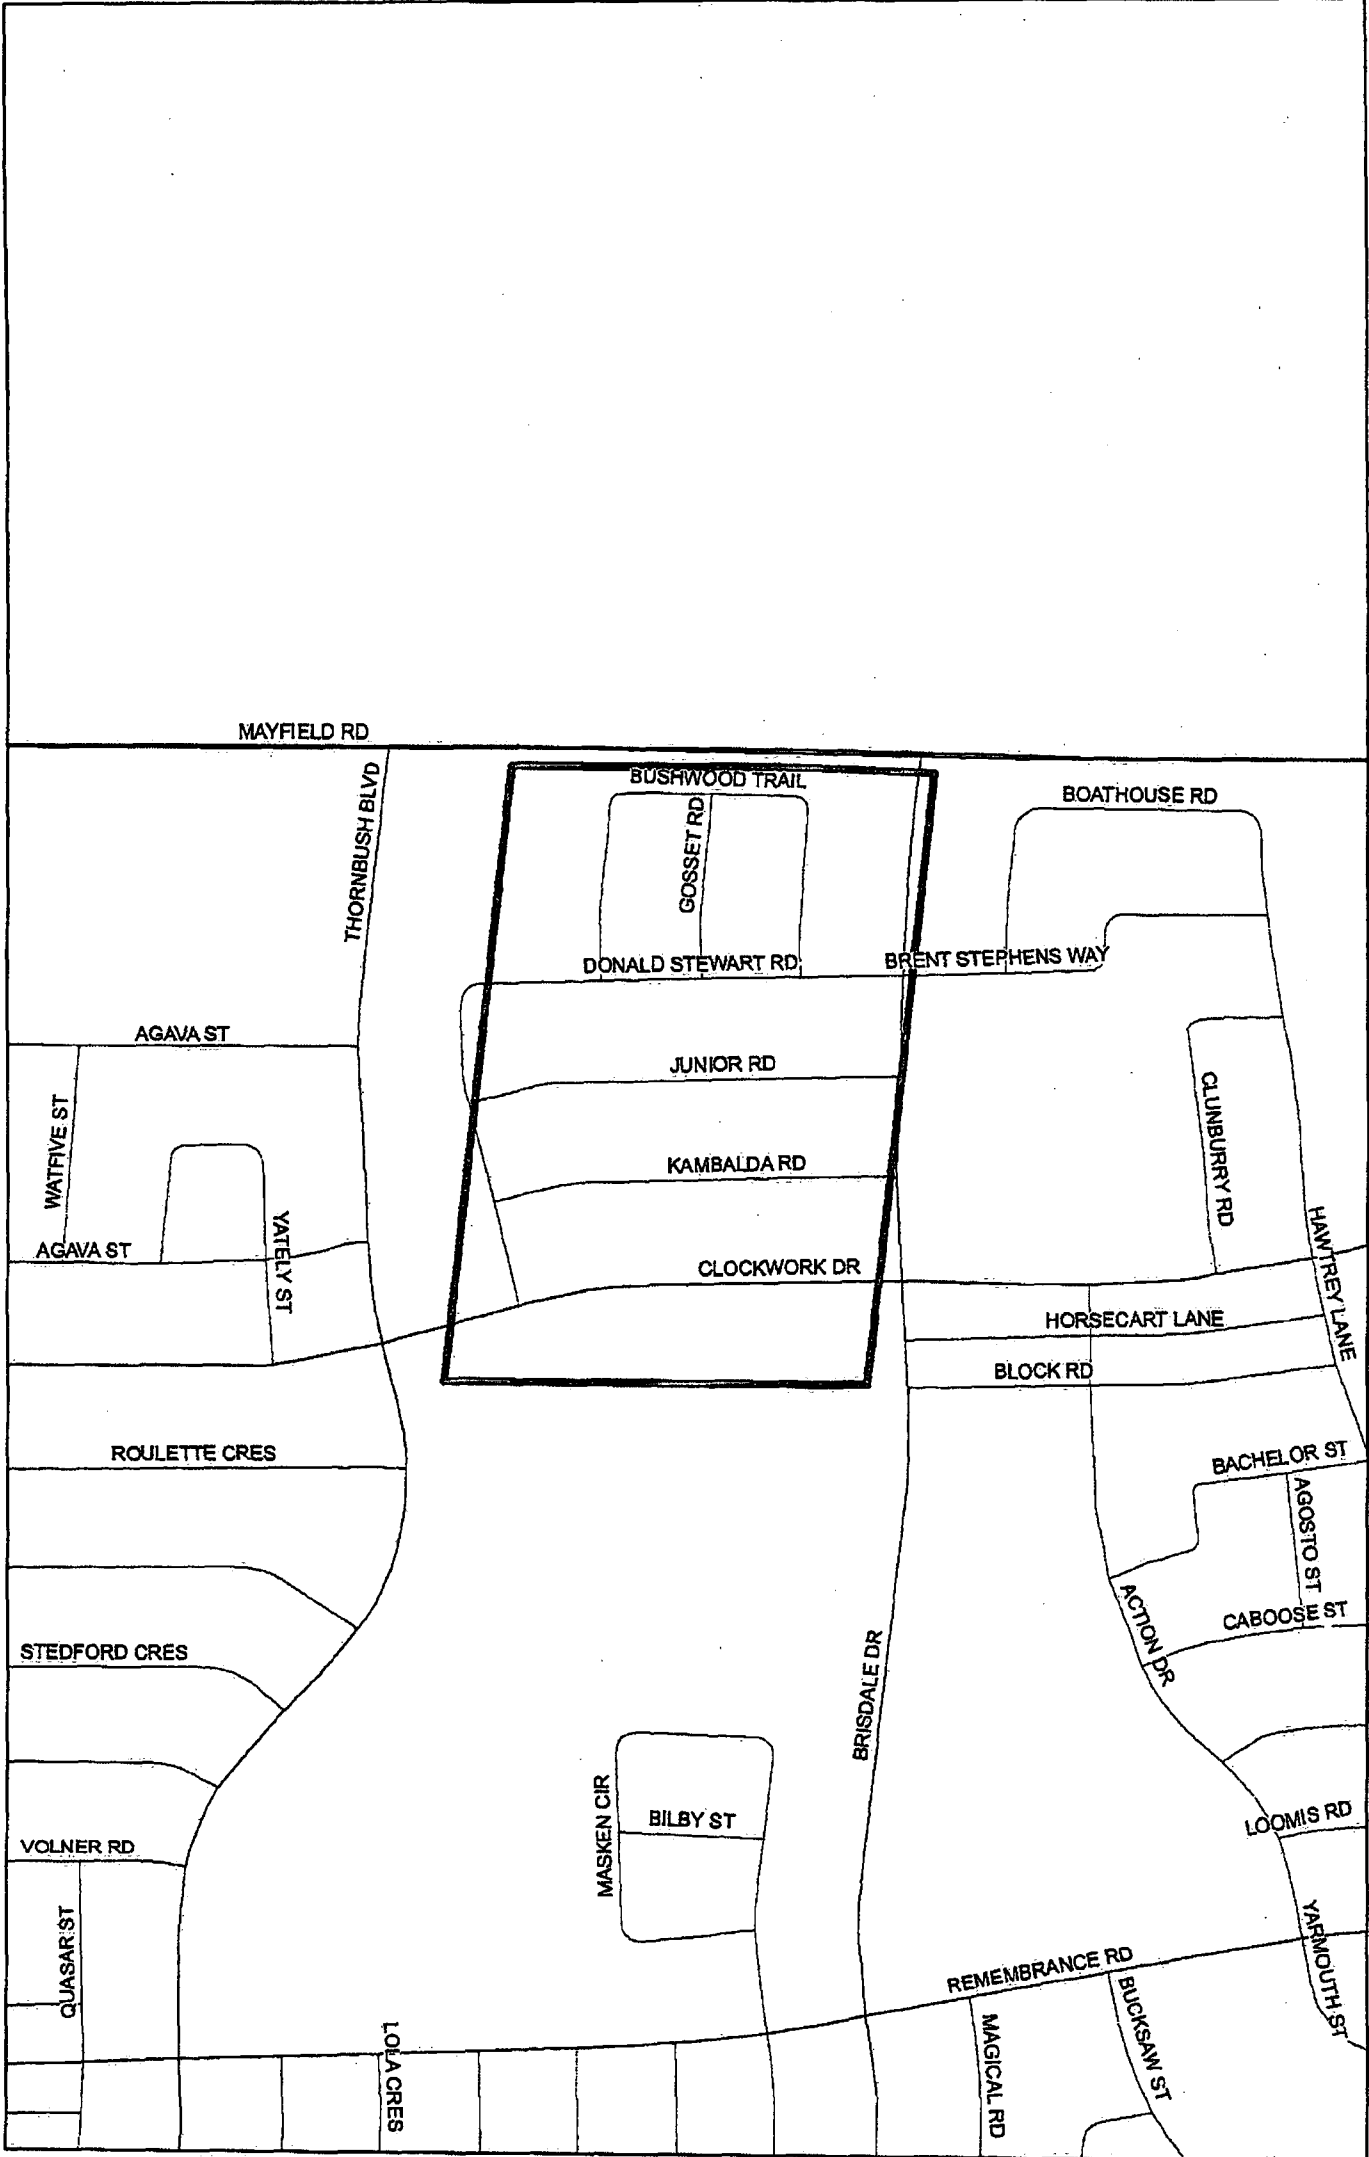 MAYFIELD RD
THORNBUSH BLVD
BUSHWOOD TRAIL
GOSSET RD
BOATHOUSE RD
DONALD STEWART RD
BRENT STEPHENS WAY
AGAVA ST
JUNIOR RD
WATFIVE ST
CLUNBURRY RD
KAMBALDA RD
YATELY ST
AGAVA ST
HAWTREY LANE
CLOCKWORK DR
HORSECART LANE
BLOCK RD
ROULETTE CRES
BACHELOR ST
AGOSTO ST
ACTION DR
CABOOSE ST
STEDFORD CRES
BRISDALE DR
MASKEN CIR
BILBY ST
LOOMIS RD
VOLNER RD
QUASAR ST
YARMOUTH ST
REMEMBRANCE RD
BUCKSAW ST
MAGICAL RD
LOLA CRES